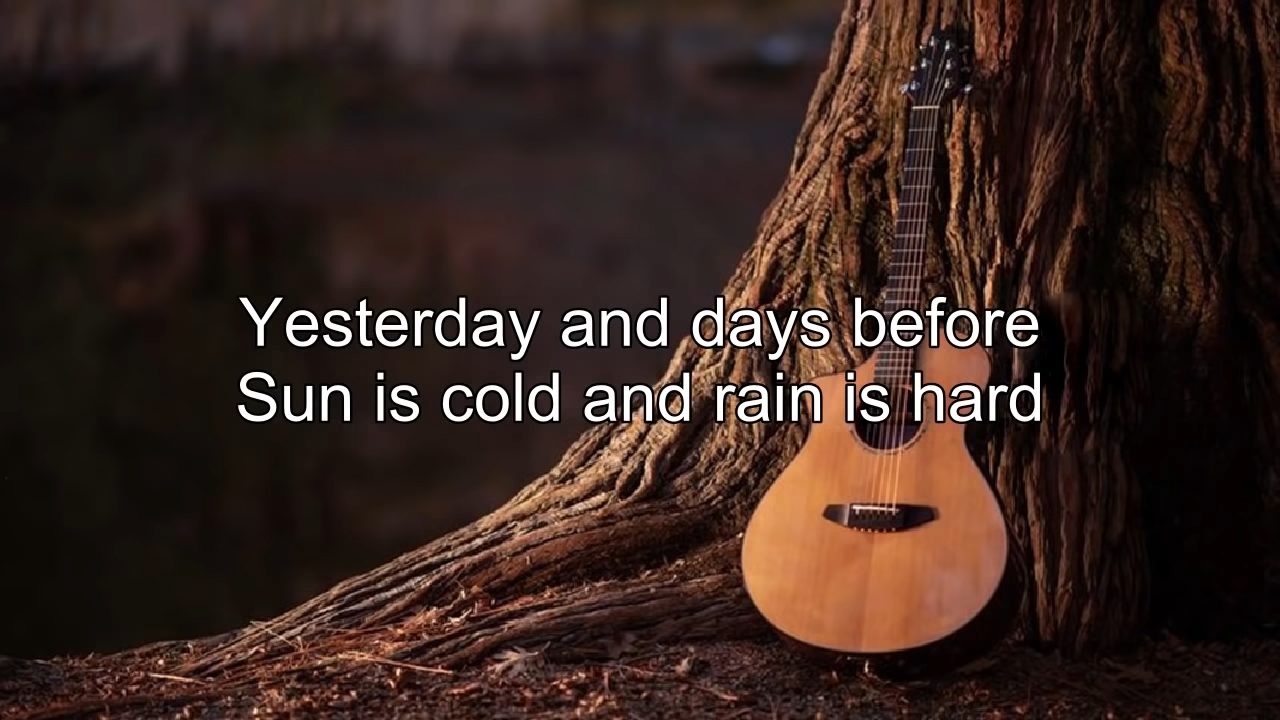 Yesterday and days before
Sun is cold and rain is hard